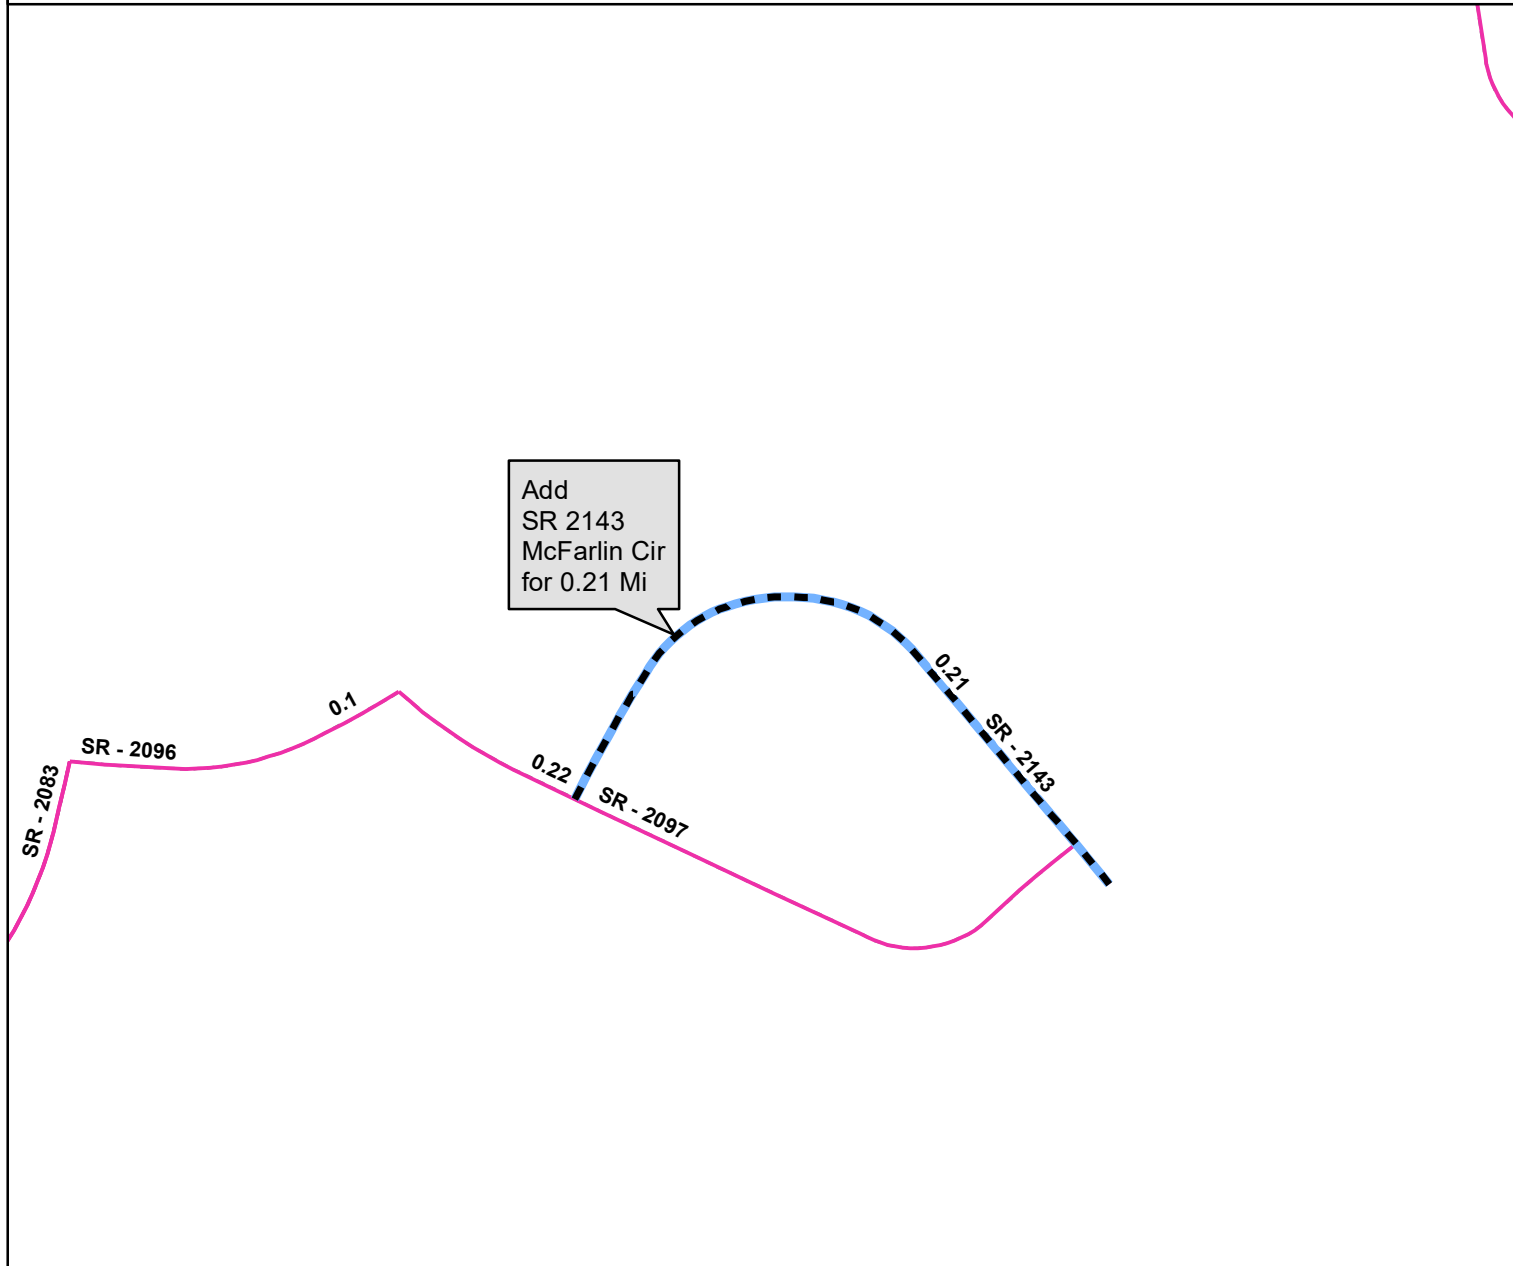 Add
SR 2143
McFarlin Cir
for 0.21 Mi
0.21
SR - 2143
0.1
SR - 2096
SR - 2083
0.22
SR - 2097